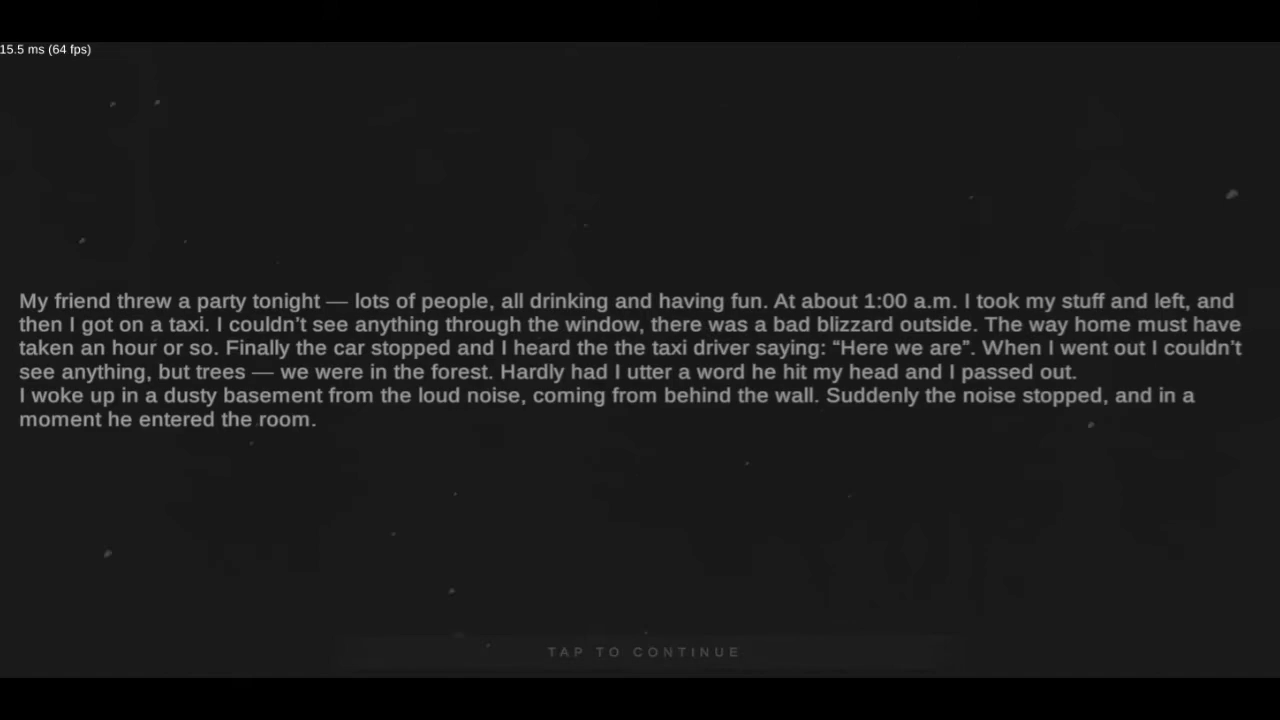 15.5 ms (64 fps)
My friend threw a party tonight — lots of people, all drinking and having fun. At about 1:00 a.m. I took my stuff and left, and
then I got on a taxi. I couldn’t see anything through the window, there was a bad blizzard outside. The way home must have
taken an hour or so. Finally the car stopped and I heard the the taxi driver saying: “Here we are”. When I went out I couldn’t
see anything, but trees — we were in the forest. Hardly had I utter a word he hit my head and I passed out.
I woke up in a dusty basement from the loud noise, coming from behind the wall. Suddenly the noise stopped, and in a
moment he entered the room.
TAP TO CONTINUE